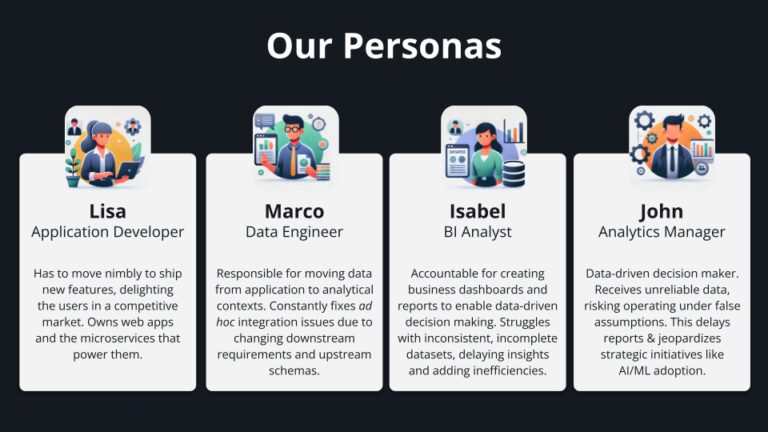 Our Personas
Lisa
Application Developer
Has to move nimbly to ship
new features, delighting
the users in a competitive
market. Owns web apps
and the microservices that
power them.
Marco
Data Engineer
Responsible for moving data
from application to analytical
contexts. Constantly fixes ad
hoc integration issues due to
changing downstream
requirements and upstream
schemas.
Isabel
BI Analyst
Accountable for creating
business dashboards and
reports to enable data-driven
decision making. Struggles
with inconsistent, incomplete
datasets, delaying insights
and adding inefficiencies.
John
Analytics Manager
Data-driven decision maker.
Receives unreliable data,
risking operating under false
assumptions. This delays
reports & jeopardizes
strategic initiatives like
AI/ML adoption.